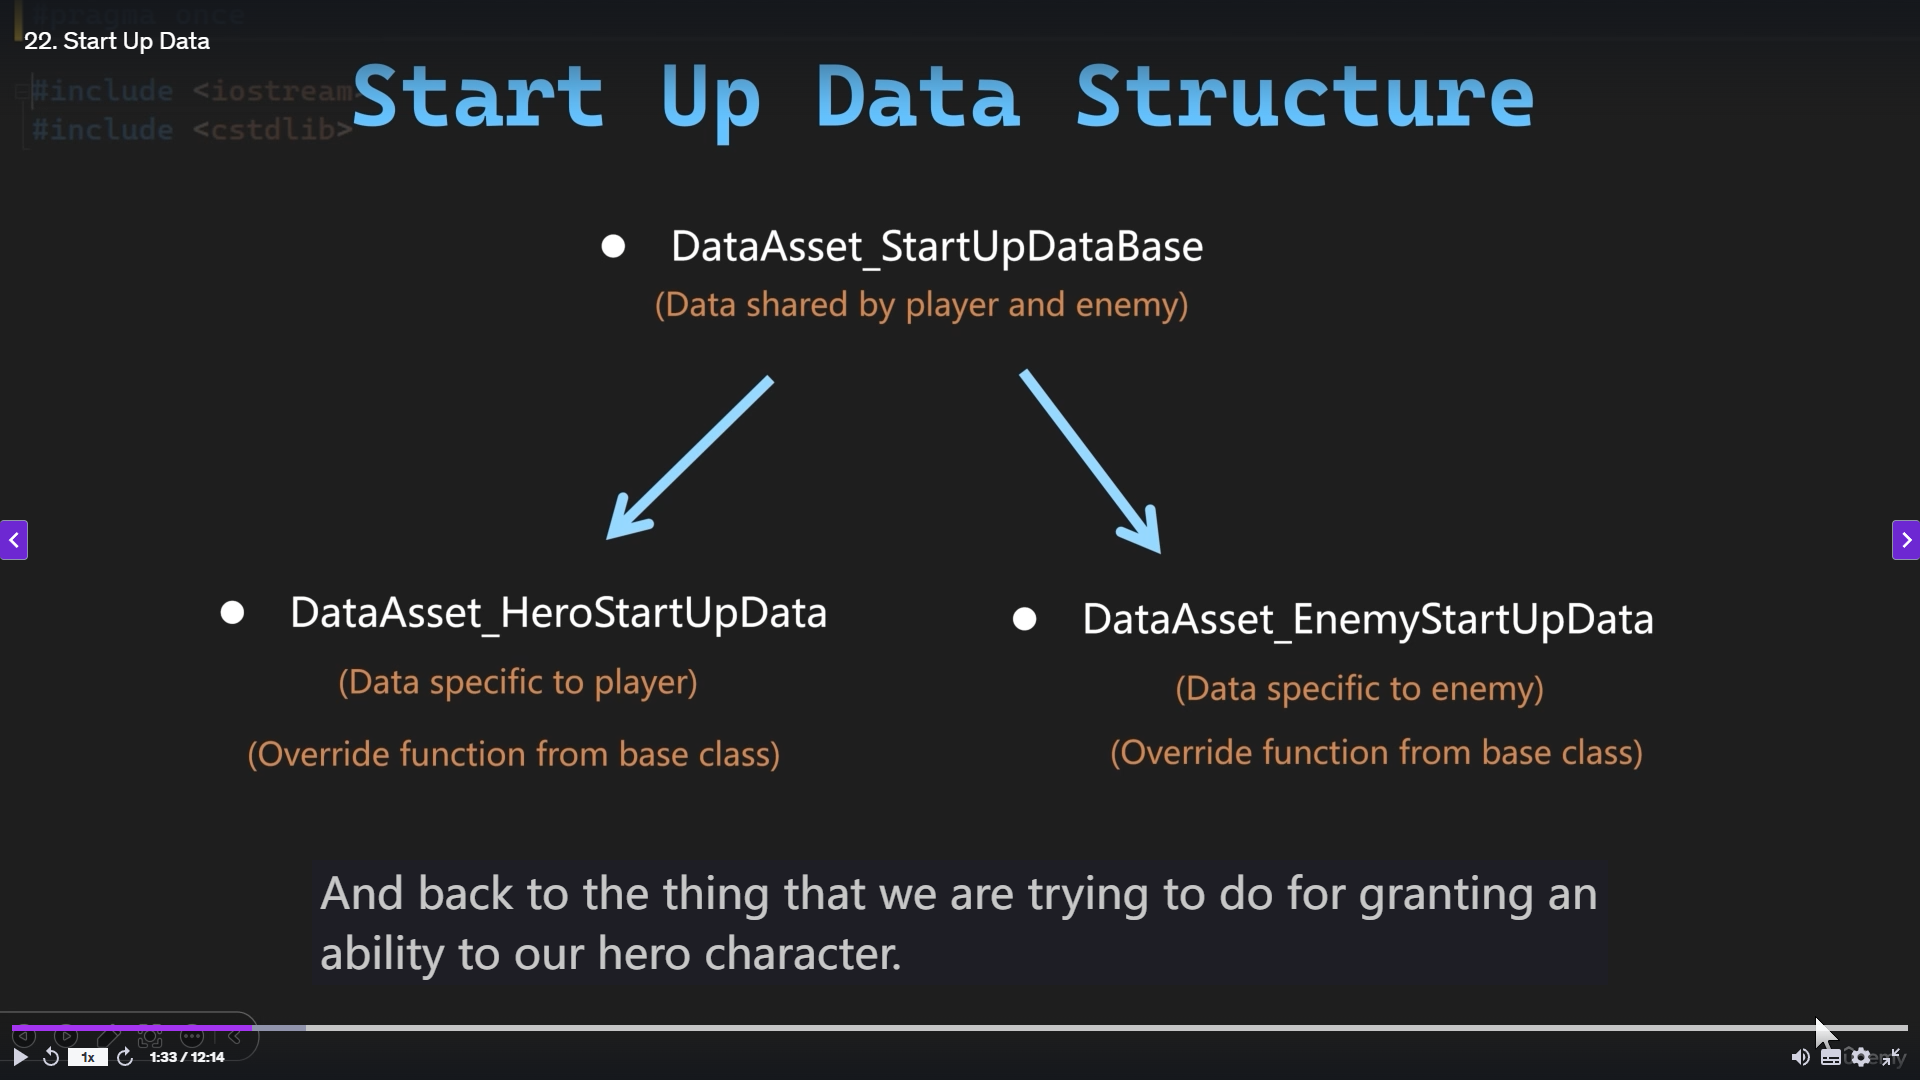 #pragma once
22. Start Up Data
#include <iostream>
#include <cstdlib>
Start Up Data Structure
DataAsset_StartUpDataBase
(Data shared by player and enemy)
DataAsset_HeroStartUpData
(Data specific to player)
(Override function from base class)
DataAsset_EnemyStartUpData
(Data specific to enemy)
(Override function from base class)
And back to the thing that we are trying to do for granting an
ability to our hero character.
1x
1:33 / 12:14
ûdemy